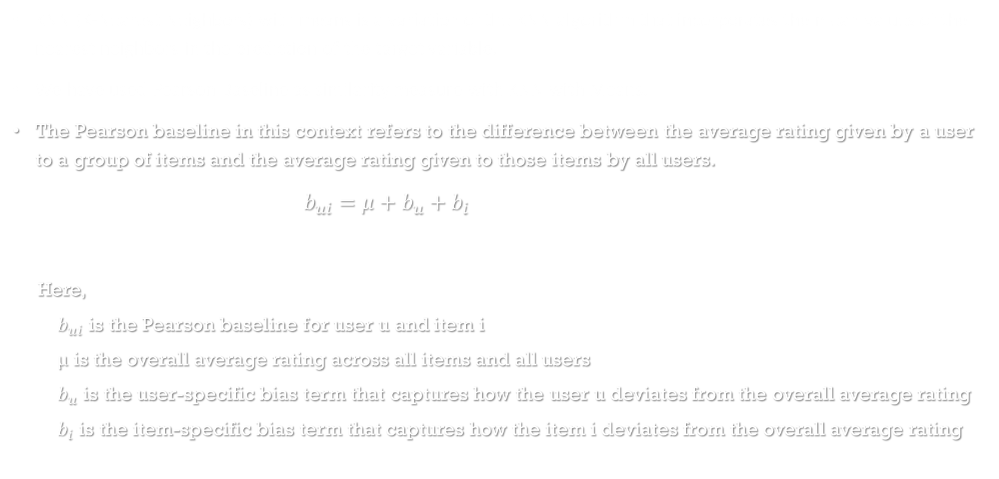 • The Pearson baseline in this context refers to the difference between the average rating given by a user
to a group of items and the average rating given to those items by all users.
b_{ui} = μ + b_u + b_i
Here,
b_{ui} is the Pearson baseline for user u and item i
μ is the overall average rating across all items and all users
b_u is the user-specific bias term that captures how the user u deviates from the overall average rating
b_i is the item-specific bias term that captures how the item i deviates from the overall average rating